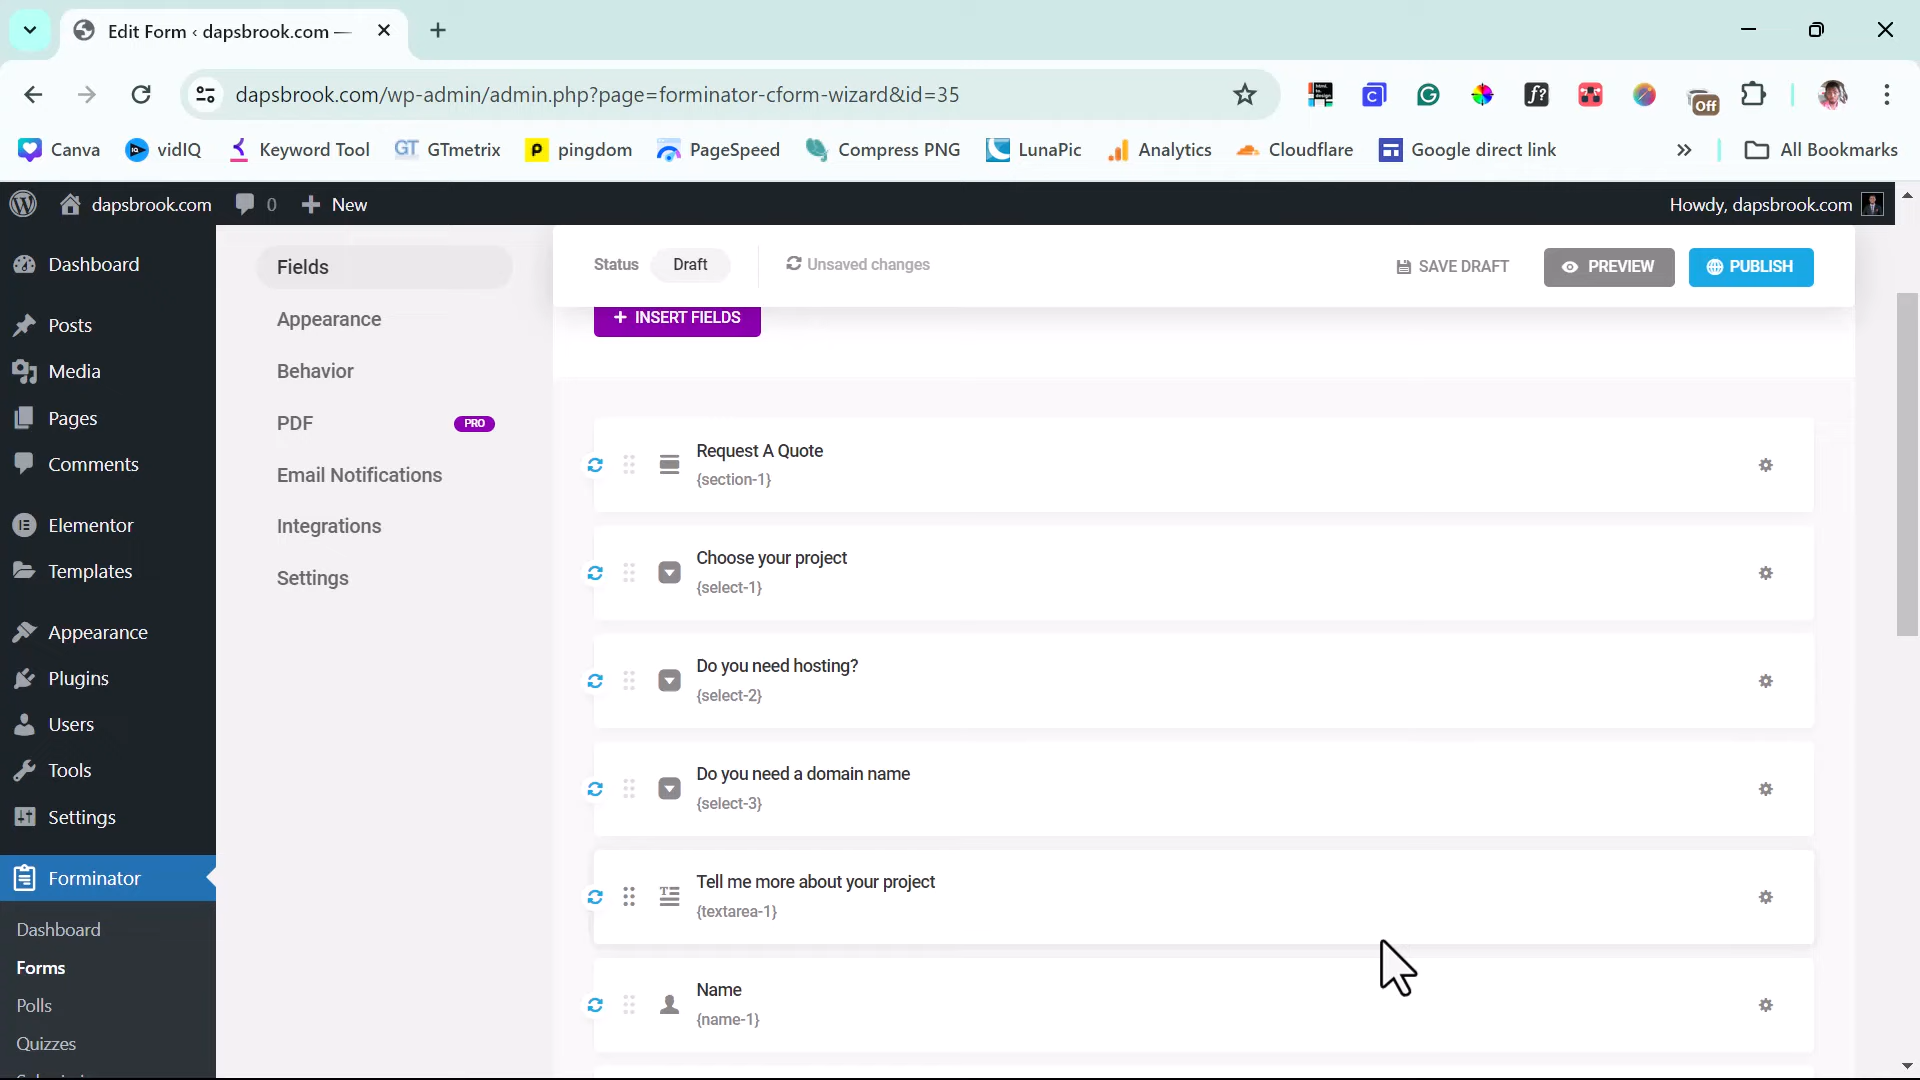 Edit Form ‹ dapsbrook.com —
dapsbrook.com/wp-admin/admin.php?page=forminator-cform-wizard&id=35
Off
Canva vidIQ Keyword Tool GT GTmetrix pingdom PageSpeed Compress PNG LunaPic Analytics Cloudflare Google direct link » All Bookmarks
dapsbrook.com 0 New Howdy, dapsbrook.com
Dashboard
Posts
Media
Pages
Comments
Elementor
Templates
Appearance
Plugins
Users
Tools
Settings
Forminator
Dashboard
Forms
Polls
Quizzes
Fields
Appearance
Behavior
PDF PRO
Email Notifications
Integrations
Settings
Status Draft Unsaved changes SAVE DRAFT PREVIEW PUBLISH
+ INSERT FIELDS
Request A Quote
{section-1}
Choose your project
{select-1}
Do you need hosting?
{select-2}
Do you need a domain name
{select-3}
Tell me more about your project
{textarea-1}
Name
{name-1}